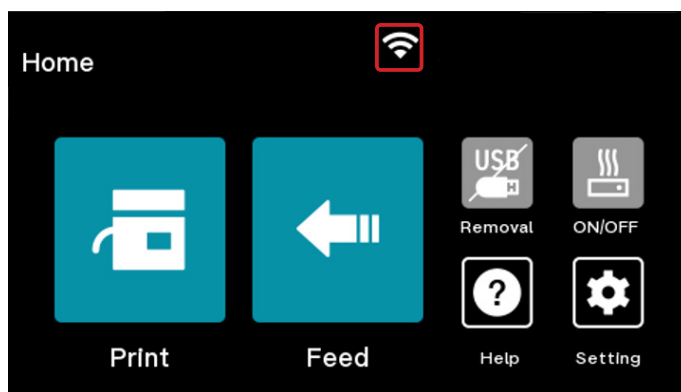 Home
USB
Removal
ON/OFF
?
Print
Feed
Help
Setting